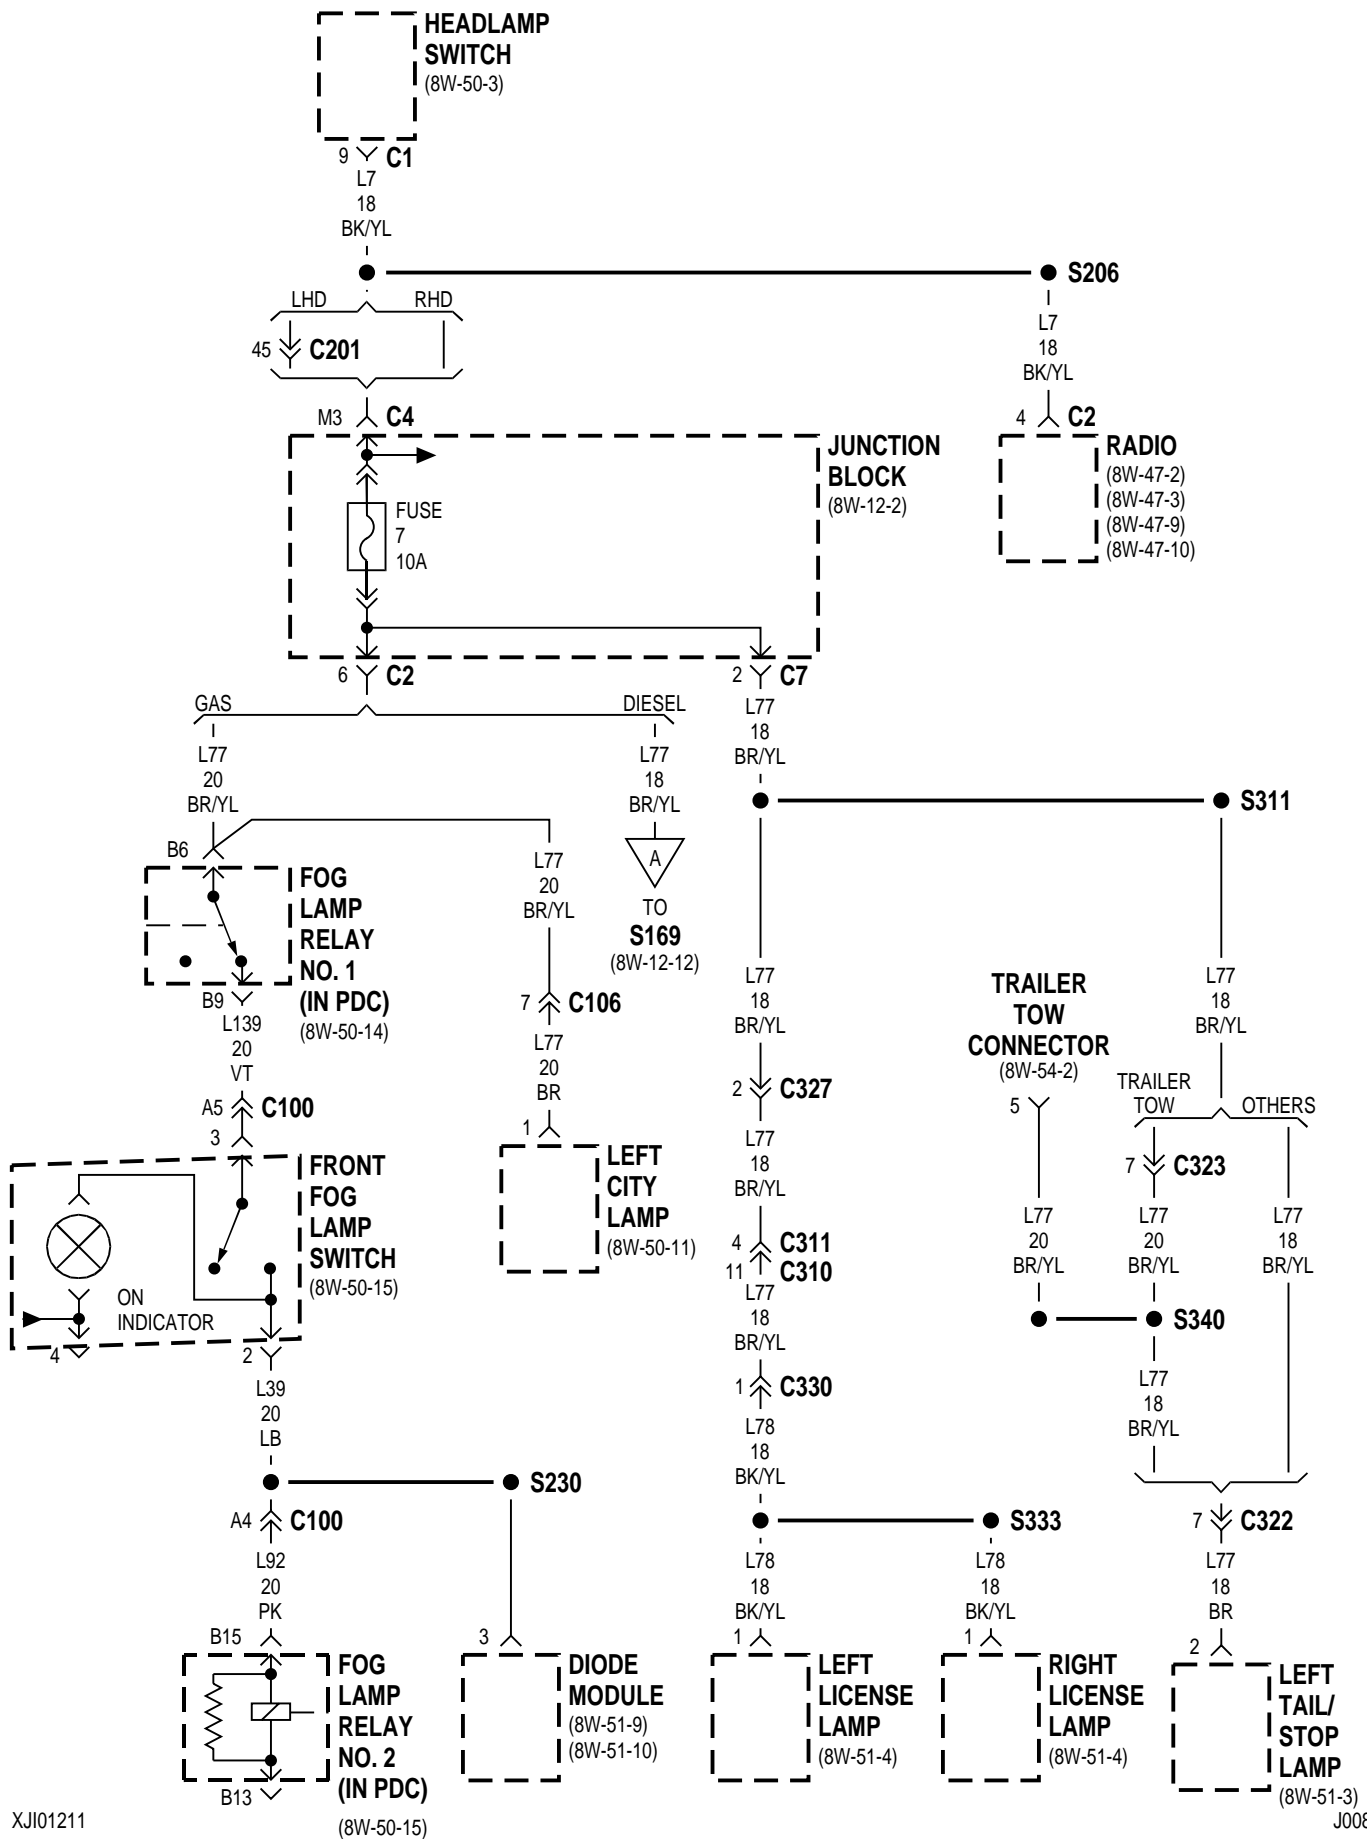 HEADLAMP
SWITCH
(8W-50-3)
9 C1
L7
18
BK/YL
S206
LHD RHD
45 C201
L7
18
BK/YL
M3 C4
4 C2
JUNCTION
BLOCK
(8W-12-2)
RADIO
(8W-47-2)
(8W-47-3)
(8W-47-9)
(8W-47-10)
FUSE
7
10A
6 C2
2 C7
GAS DIESEL
L77
20
BR/YL
L77
18
BR/YL
L77
18
BR/YL
S311
B6
FOG
LAMP
RELAY
NO. 1
(IN PDC)
(8W-50-14)
L77
20
BR/YL
A
TO
S169
(8W-12-12)
B9
L139
20
VT
7 C106
L77
20
BR
L77
18
BR/YL
TRAILER
TOW
CONNECTOR
(8W-54-2)
5
L77
18
BR/YL
TRAILER
TOW
OTHERS
A5 C100
3
1
2 C327
7 C323
FRONT
FOG
LAMP
SWITCH
(8W-50-15)
LEFT
CITY
LAMP
(8W-50-11)
L77
18
BR/YL
L77
20
BR/YL
L77
20
BR/YL
L77
18
BR/YL
4 C311
11 C310
L77
18
BR/YL
ON
INDICATOR
S340
4
2
L39
20
LB
1 C330
L77
18
BR/YL
L78
18
BK/YL
S230
A4 C100
S333
7 C322
L92
20
PK
L78
18
BK/YL
L78
18
BK/YL
L77
18
BR
B15
3
1
1
2
FOG
LAMP
RELAY
NO. 2
(IN PDC)
(8W-50-15)
B13
DIODE
MODULE
(8W-51-9)
(8W-51-10)
LEFT
LICENSE
LAMP
(8W-51-4)
RIGHT
LICENSE
LAMP
(8W-51-4)
LEFT
TAIL/
STOP
LAMP
(8W-51-3)
XJI01211
J008